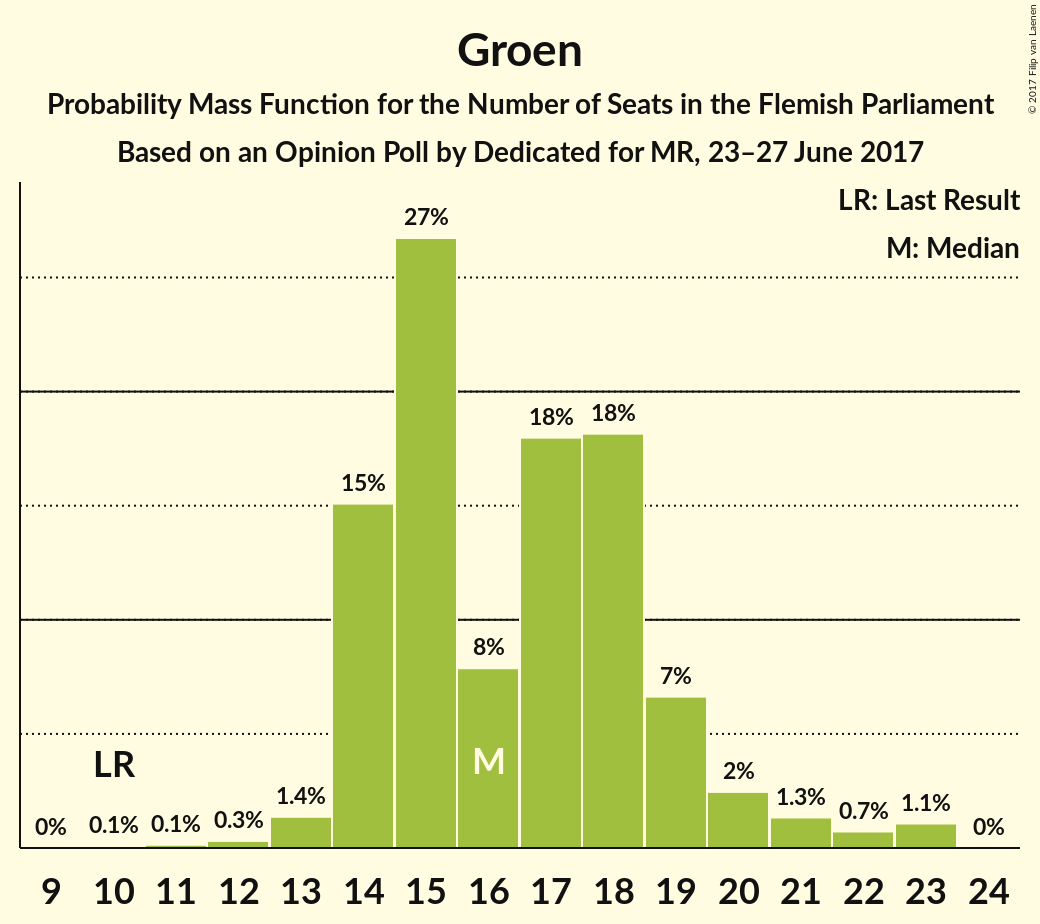 Groen
Probability Mass Function for the Number of Seats in the Flemish Parliament
Based on an Opinion Poll by Dedicated for MR, 23–27 June 2017
© 2017 Filip van Laenen
LR: Last Result
M: Median
27%
18%
18%
15%
8%
7%
M
LR
2%
1.4%
1.3%
1.1%
0.7%
0.3%
0.1%
0.1%
0%
0%
9 10 11 12 13 14 15 16 17 18 19 20 21 22 23 24